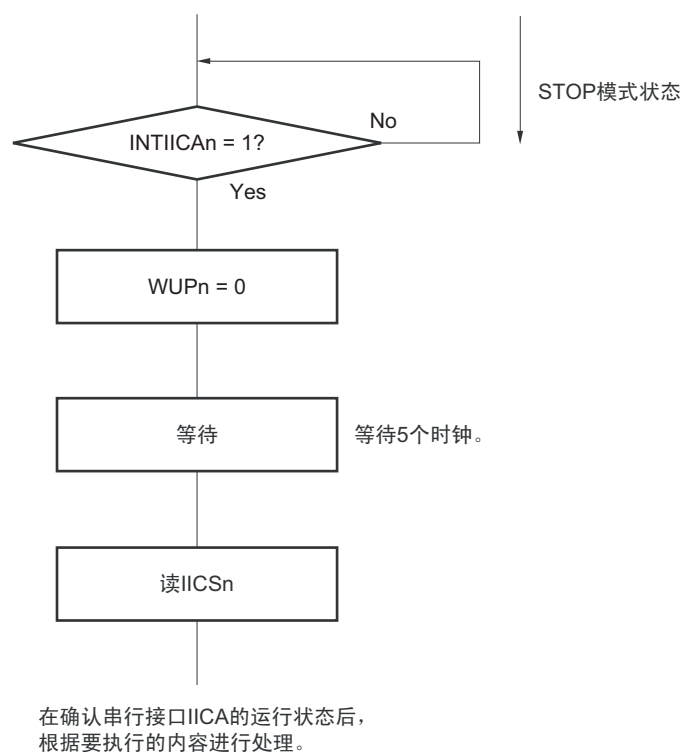 STOP模式状态
No
INTIICAn = 1?
Yes
WUPn = 0
等待
等待5个时钟。
读IICSn
在确认串行接口IICA的运行状态后，
根据要执行的内容进行处理。